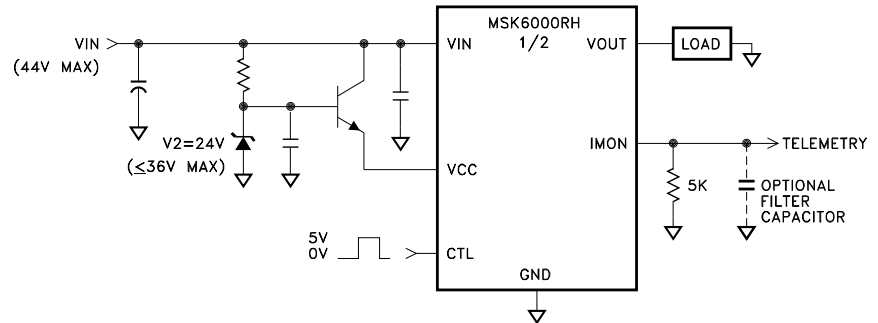 MSK6000RH
1/2
VIN
(44V MAX)
VIN
VOUT
LOAD
V2=24V
(≤36V MAX)
VCC
IMON
TELEMETRY
5K
OPTIONAL
FILTER
CAPACITOR
5V
0V
CTL
GND